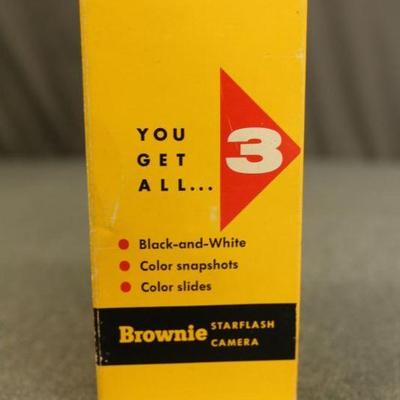 YOU
GET
ALL...
3
Black-and-White
Color snapshots
Color slides
Brownie STARFLASH
CAMERA